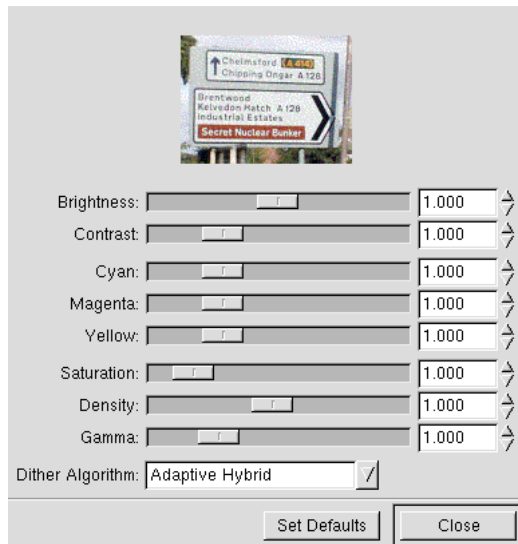 Chelmsford (A 414)
Chipping Ongar A 128
Brentwood
Kelvedon Hatch A 128
Industrial Estates
Secret Nuclear Bunker
Brightness: 1.000
Contrast: 1.000
Cyan: 1.000
Magenta: 1.000
Yellow: 1.000
Saturation: 1.000
Density: 1.000
Gamma: 1.000
Dither Algorithm: Adaptive Hybrid
Set Defaults Close